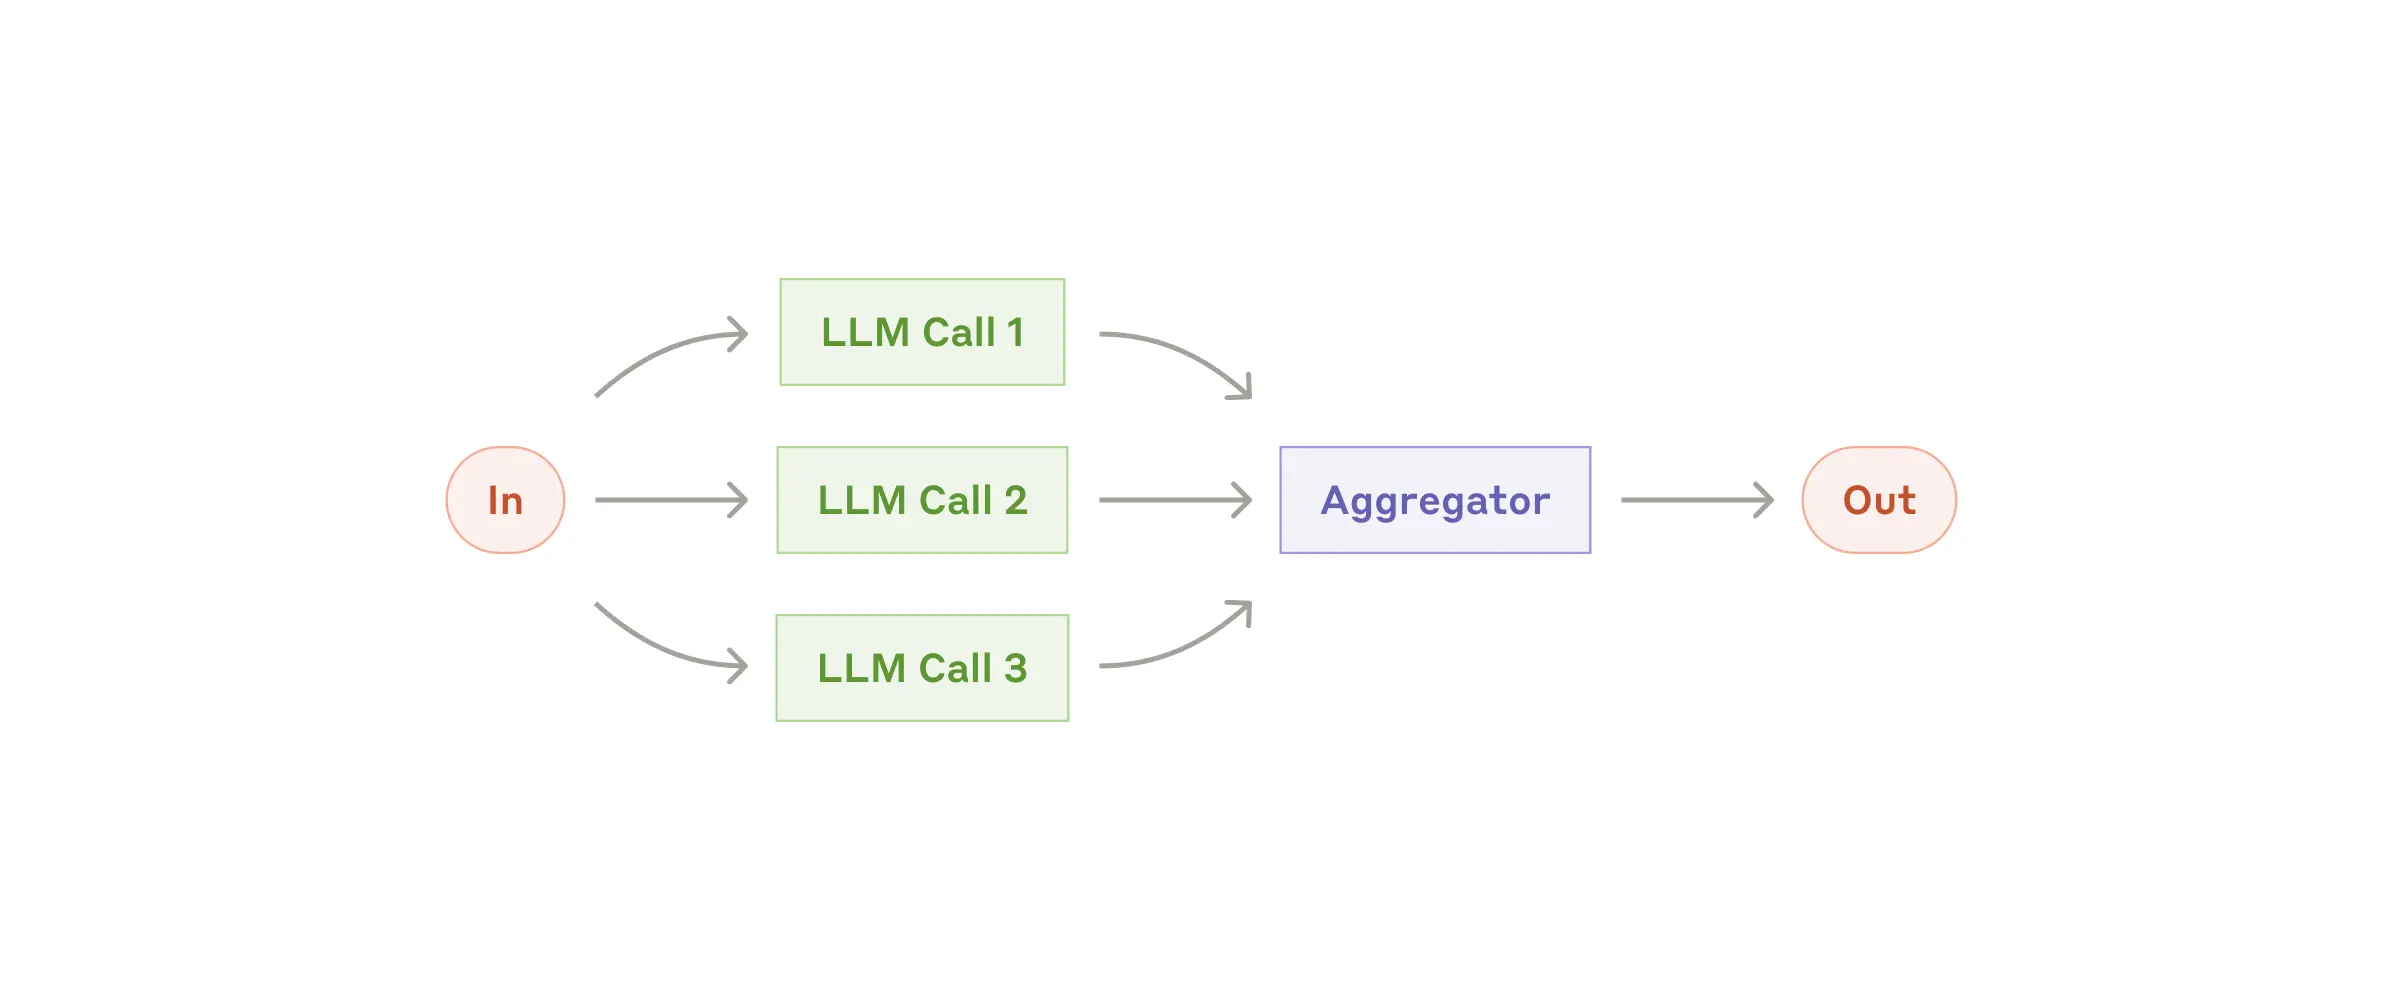 In
LLM Call 1
LLM Call 2
LLM Call 3
Aggregator
Out